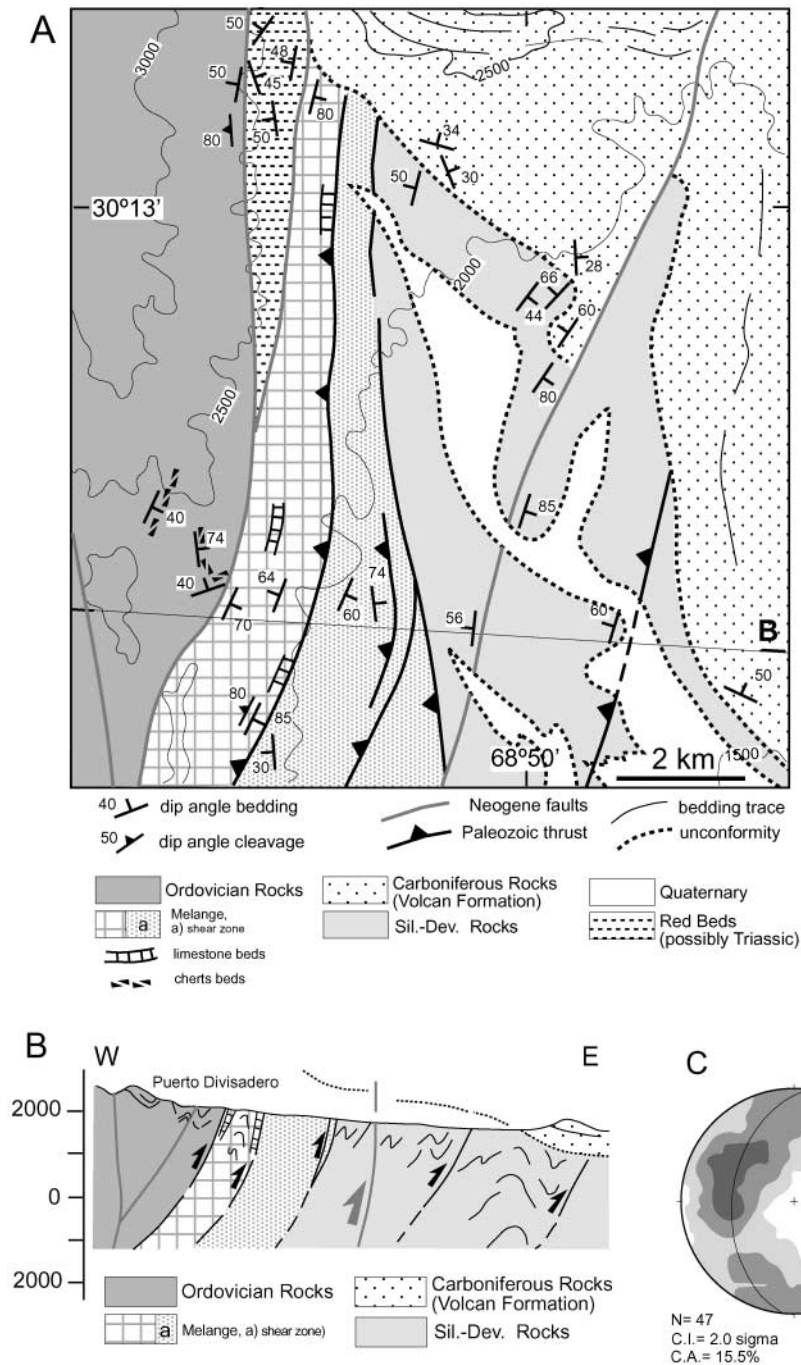 A
50
3000
48
50
45
2500
80
50
80
34
50
30
30º13’
2000
66
28
44
60
80
2500
40
74
85
40
64
74
70
60
56
60
B
80
50
85
30
68º50’
2 km
1500
40 dip angle bedding
50 dip angle cleavage
Neogene faults
Paleozoic thrust
bedding trace
unconformity
Ordovician Rocks
a Melange,
a) shear zone
limestone beds
cherts beds
Carboniferous Rocks
(Volcan Formation)
Sil.-Dev. Rocks
Quaternary
Red Beds
(possibly Triassic)
B
W
E
Puerto Divisadero
2000
0
2000
Ordovician Rocks
a Melange, a) shear zone)
Carboniferous Rocks
(Volcan Formation)
Sil.-Dev. Rocks
C
N= 47
C.I.= 2.0 sigma
C.A.= 15.5%